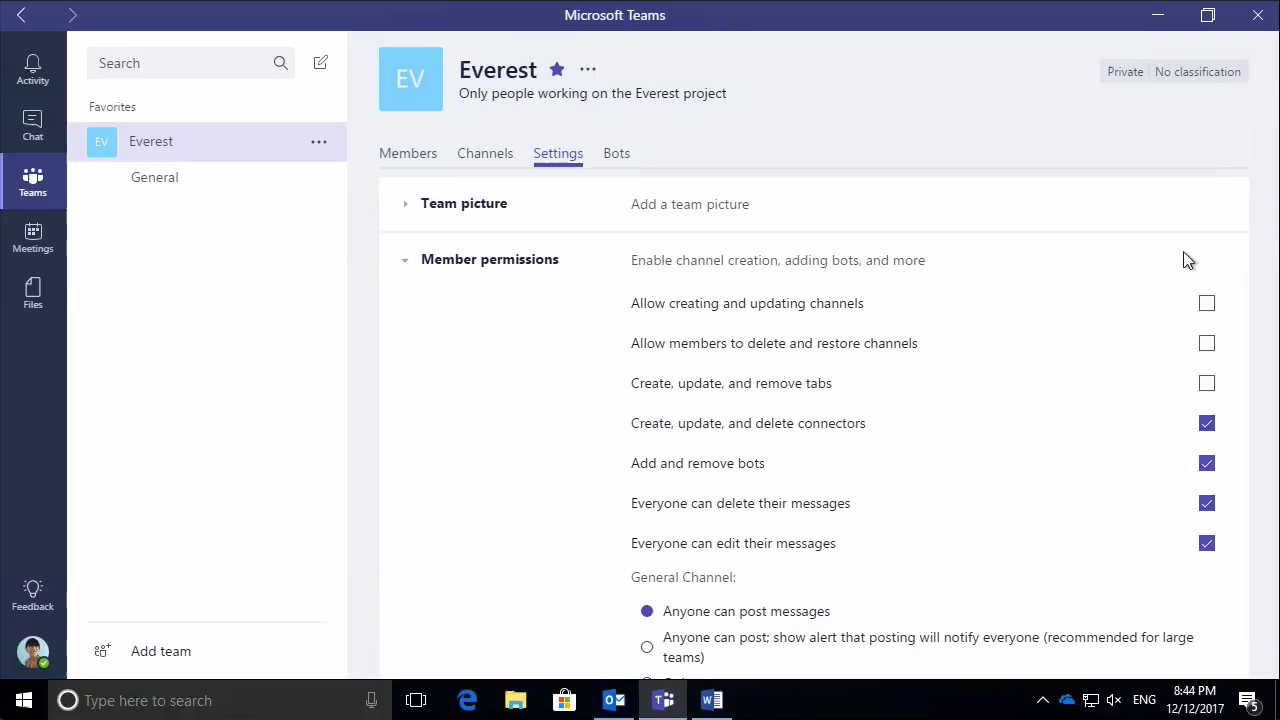 Microsoft Teams
Search
Activity
Favorites
Chat
EV Everest
General
Teams
Meetings
Files
Feedback
Add team
EV
Everest
Only people working on the Everest project
Private No classification
Members Channels Settings Bots
Team picture Add a team picture
Member permissions Enable channel creation, adding bots, and more
Allow creating and updating channels
Allow members to delete and restore channels
Create, update, and remove tabs
Create, update, and delete connectors
Add and remove bots
Everyone can delete their messages
Everyone can edit their messages
General Channel:
Anyone can post messages
Anyone can post; show alert that posting will notify everyone (recommended for large
teams)
Type here to search
ENG
8:44 PM
12/12/2017
5